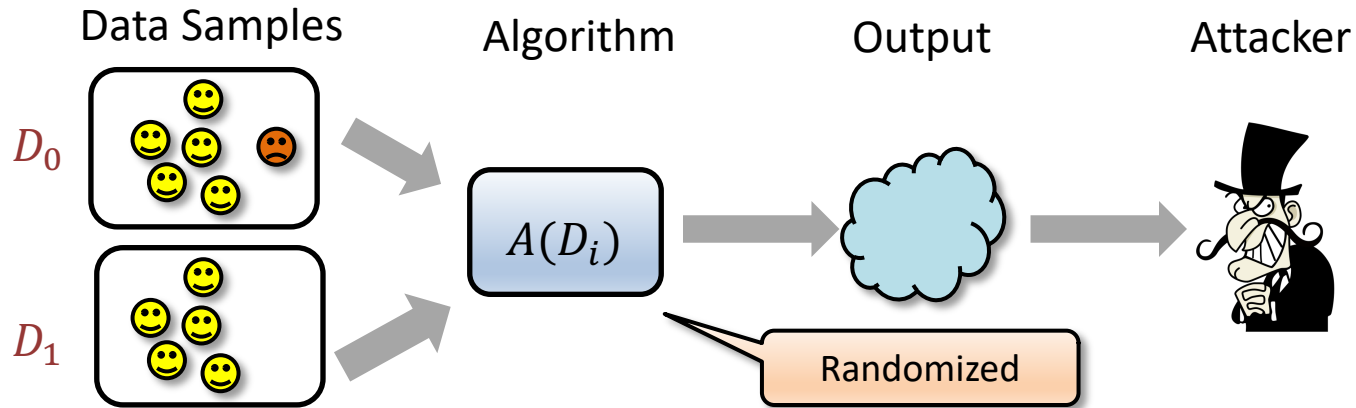 Data Samples
Algorithm
Output
Attacker
D₀
A(Dᵢ)
D₁
Randomized